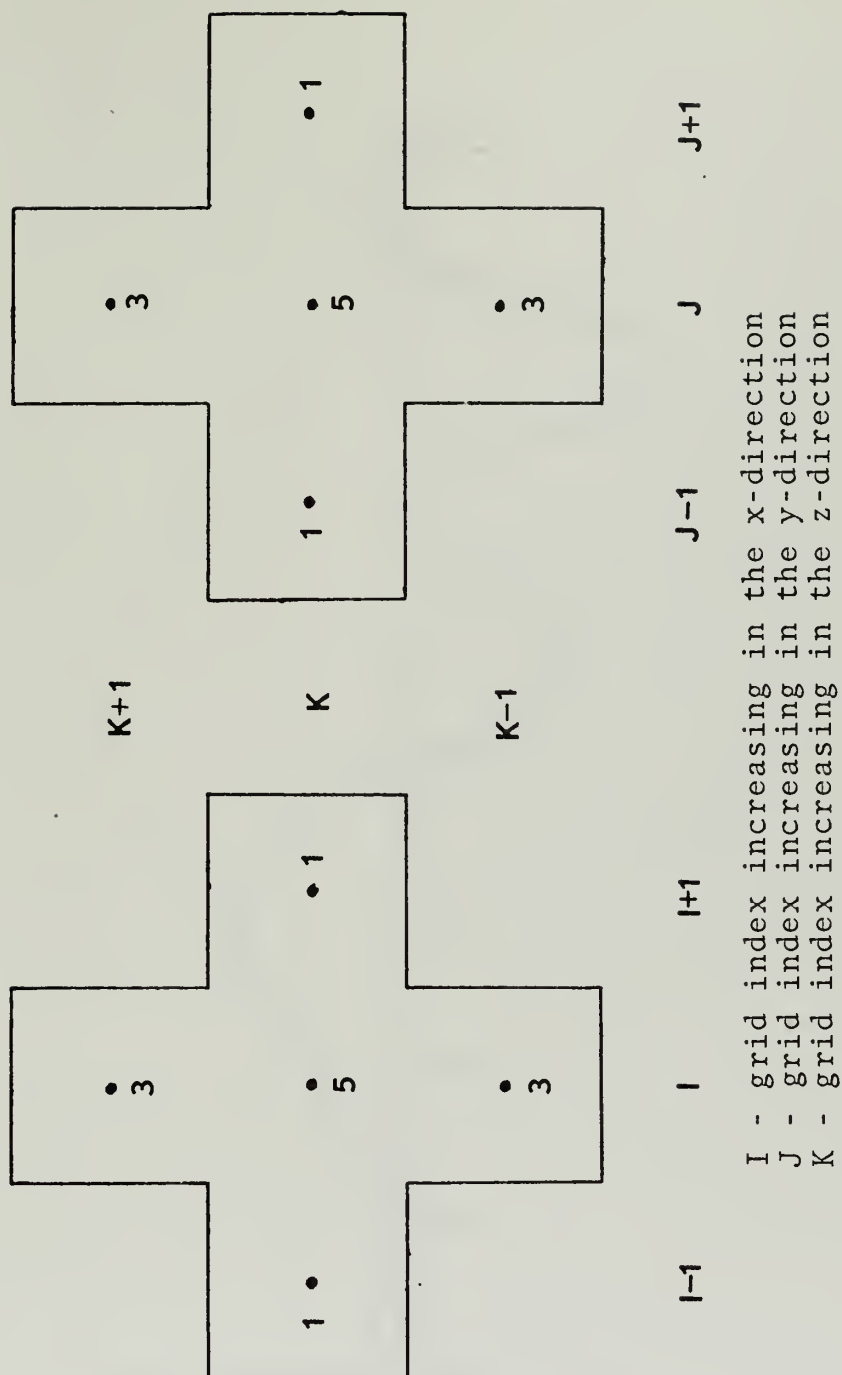 3 3
K+1
1 5 1 K 1 5 1
3 K-1 3
I-1 I I+1 J-1 J J+1
I - grid index increasing in the x-direction
J - grid index increasing in the y-direction
K - grid index increasing in the z-direction